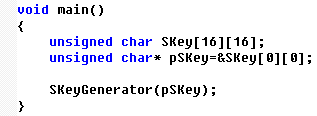 void main()
{
unsigned char SKey[16][16];
unsigned char* pSKey=&SKey[0][0];
SKeyGenerator(pSKey);
}